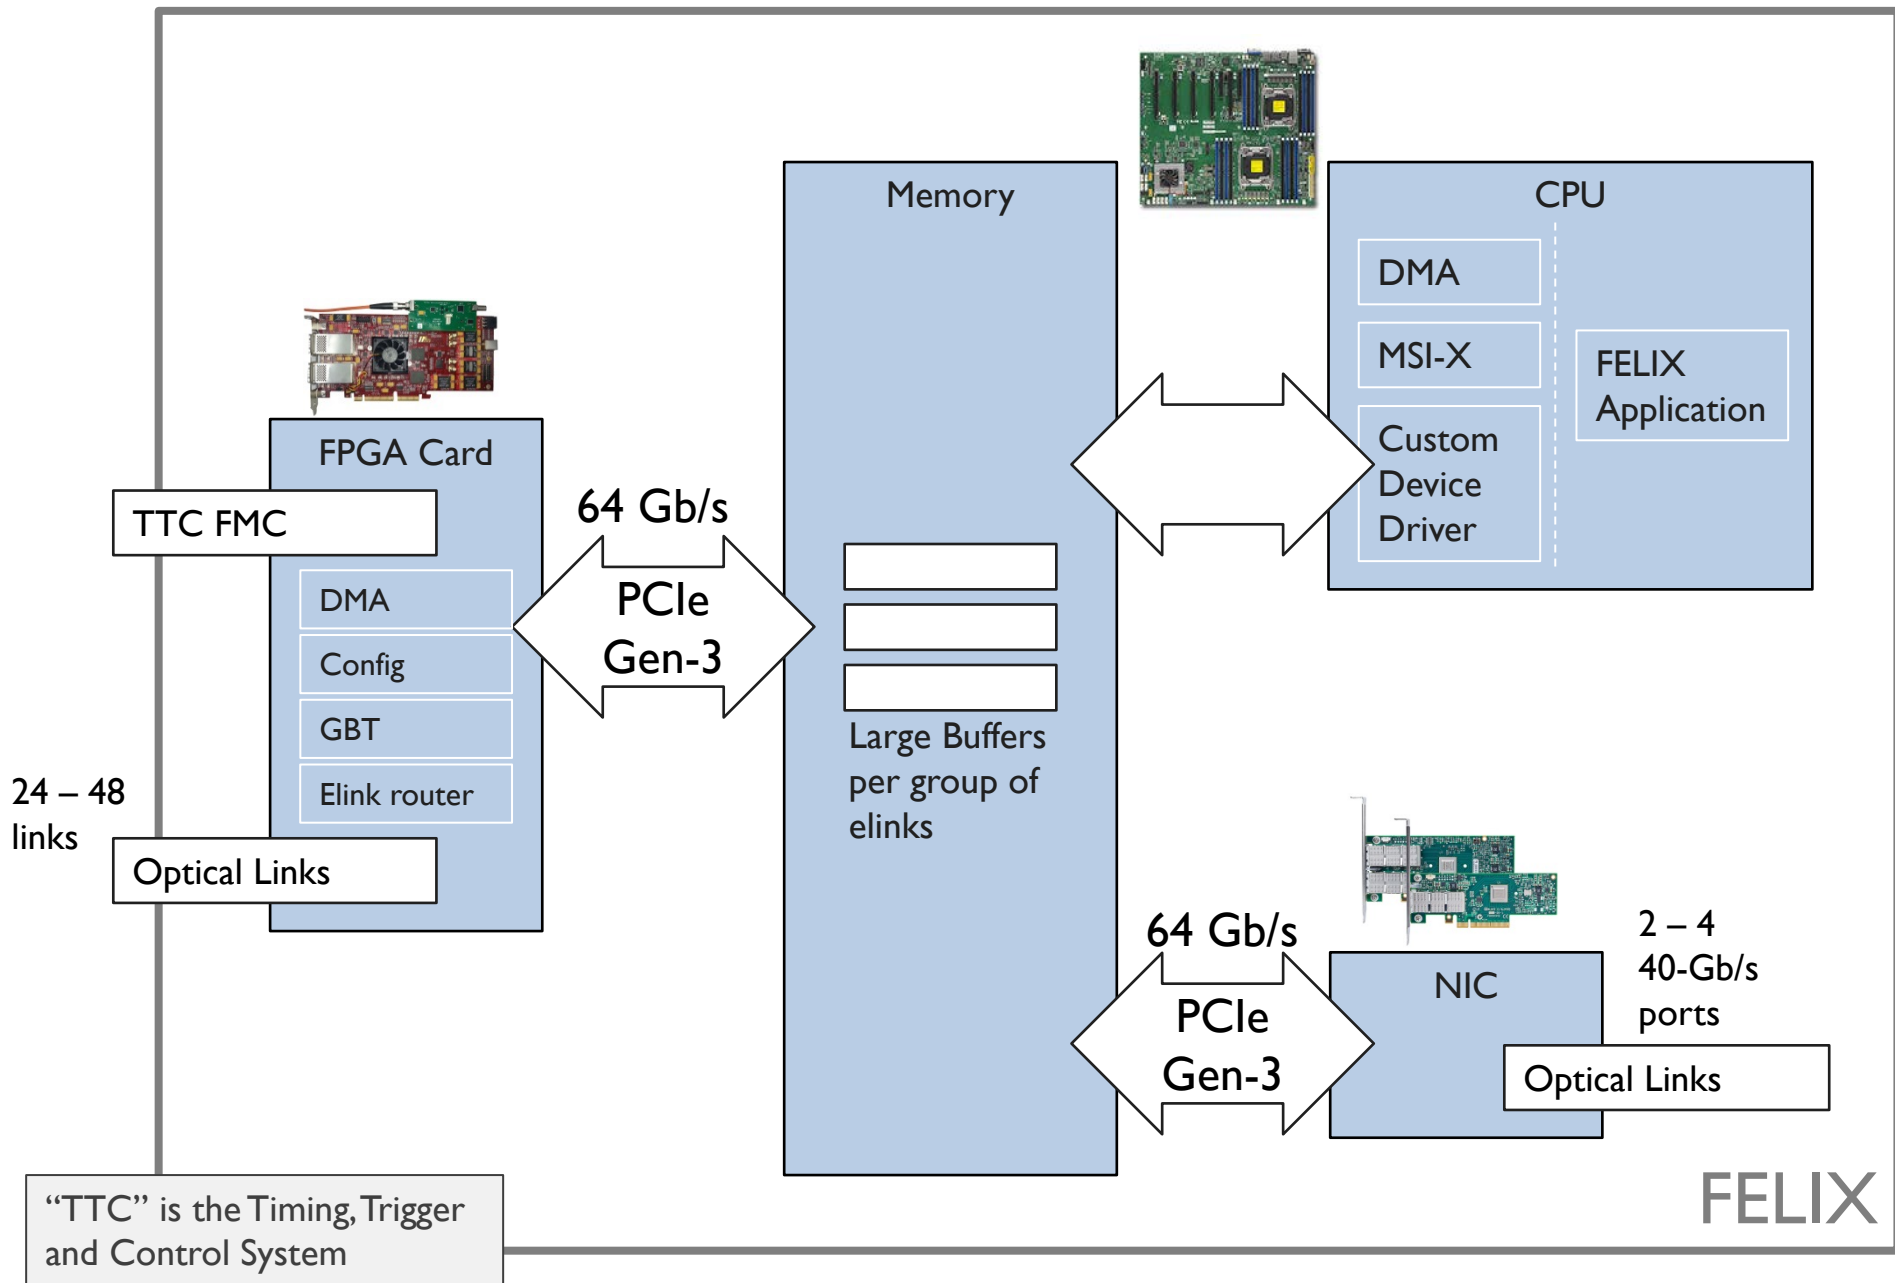 Memory
CPU
DMA
MSI-X
Custom
Device
Driver
FELIX
Application
FPGA Card
TTC FMC
DMA
Config
GBT
Elink router
24 – 48
links
Optical Links
64 Gb/s
PCIe
Gen-3
Large Buffers
per group of
elinks
64 Gb/s
PCIe
Gen-3
NIC
2 – 4
40-Gb/s
ports
Optical Links
“TTC” is the Timing, Trigger
and Control System
FELIX